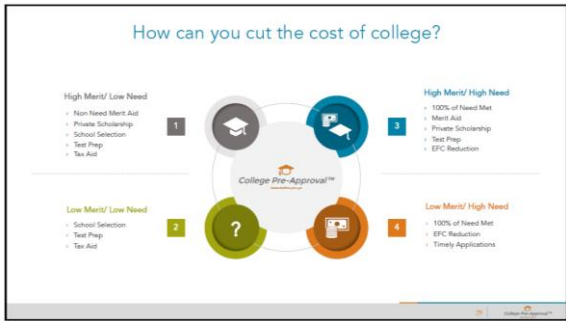 How can you cut the cost of college?
High Merit/ Low Need
Non Need Merit Aid
Private Scholarship
School Selection
Test Prep
Tax Aid
1
High Merit/ High Need
100% of Need Met
Merit Aid
Private Scholarship
Test Prep
EFC Reduction
3
College Pre-Approval™
Low Merit/ Low Need
School Selection
Test Prep
Tax Aid
2
?
Low Merit/ High Need
100% of Need Met
EFC Reduction
Timely Applications
4
College Pre-Approval™